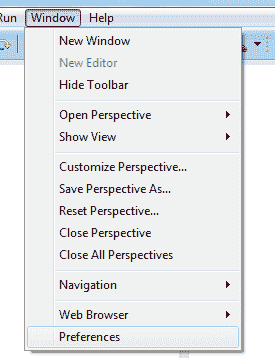 Run Window Help
New Window
New Editor
Hide Toolbar
Open Perspective
Show View
Customize Perspective...
Save Perspective As...
Reset Perspective...
Close Perspective
Close All Perspectives
Navigation
Web Browser
Preferences